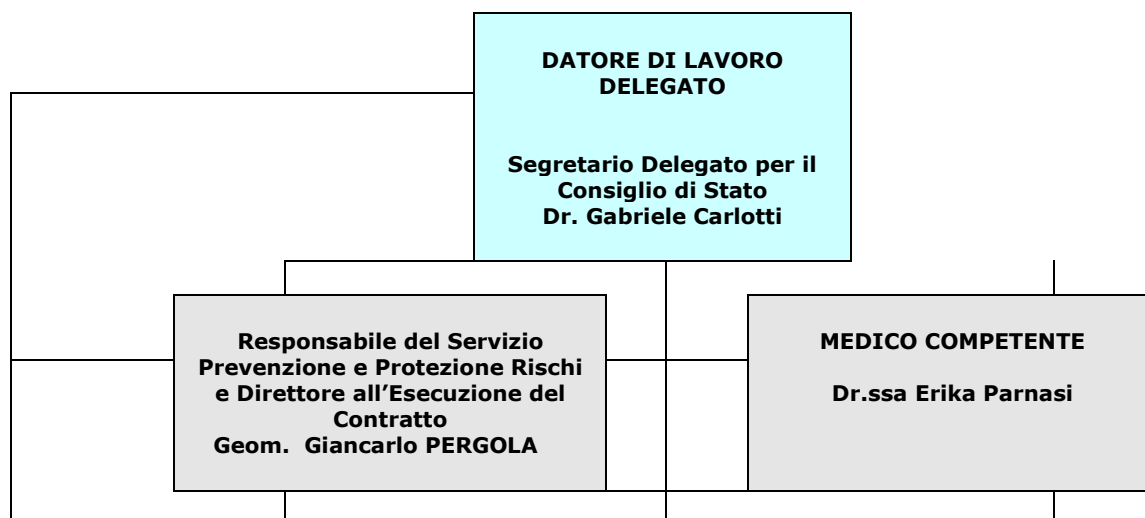 DATORE DI LAVORO
DELEGATO
Segretario Delegato per il
Consiglio di Stato
Dr. Gabriele Carlotti
Responsabile del Servizio
Prevenzione e Protezione Rischi
e Direttore all’Esecuzione del
Contratto
Geom. Giancarlo PERGOLA
MEDICO COMPETENTE
Dr.ssa Erika Parnasi